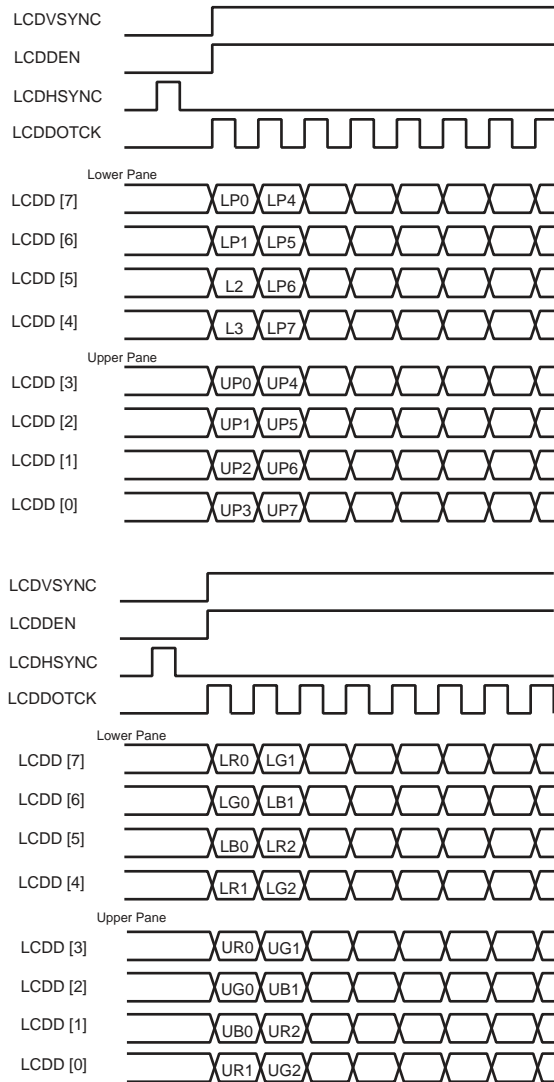 LCDVSYNC
LCDDEN
LCDHSYNC
LCDDOTCK
Lower Pane
LCDD [7] LP0 LP4
LCDD [6] LP1 LP5
LCDD [5] L2 LP6
LCDD [4] L3 LP7
Upper Pane
LCDD [3] UP0 UP4
LCDD [2] UP1 UP5
LCDD [1] UP2 UP6
LCDD [0] UP3 UP7
LCDVSYNC
LCDDEN
LCDHSYNC
LCDDOTCK
Lower Pane
LCDD [7] LR0 LG1
LCDD [6] LG0 LB1
LCDD [5] LB0 LR2
LCDD [4] LR1 LG2
Upper Pane
LCDD [3] UR0 UG1
LCDD [2] UG0 UB1
LCDD [1] UB0 UR2
LCDD [0] UR1 UG2